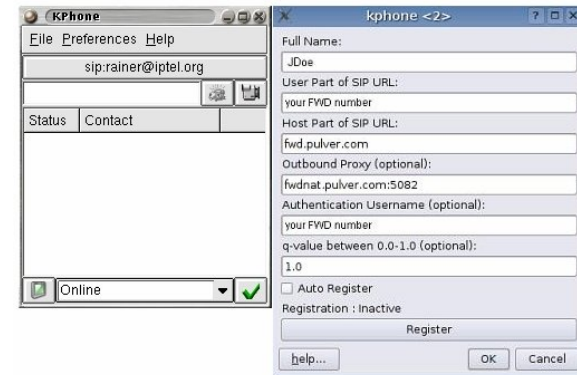 KPhone
File Preferences Help
sip:rainer@iptel.org
Status Contact
Online
kphone <2>
Full Name:
JDoe
User Part of SIP URL:
your FWD number
Host Part of SIP URL:
fwd.pulver.com
Outbound Proxy (optional):
fwdnat.pulver.com:5082
Authentication Username (optional):
your FWD number
q-value between 0.0-1.0 (optional):
1.0
Auto Register
Registration : Inactive
Register
help...
OK
Cancel